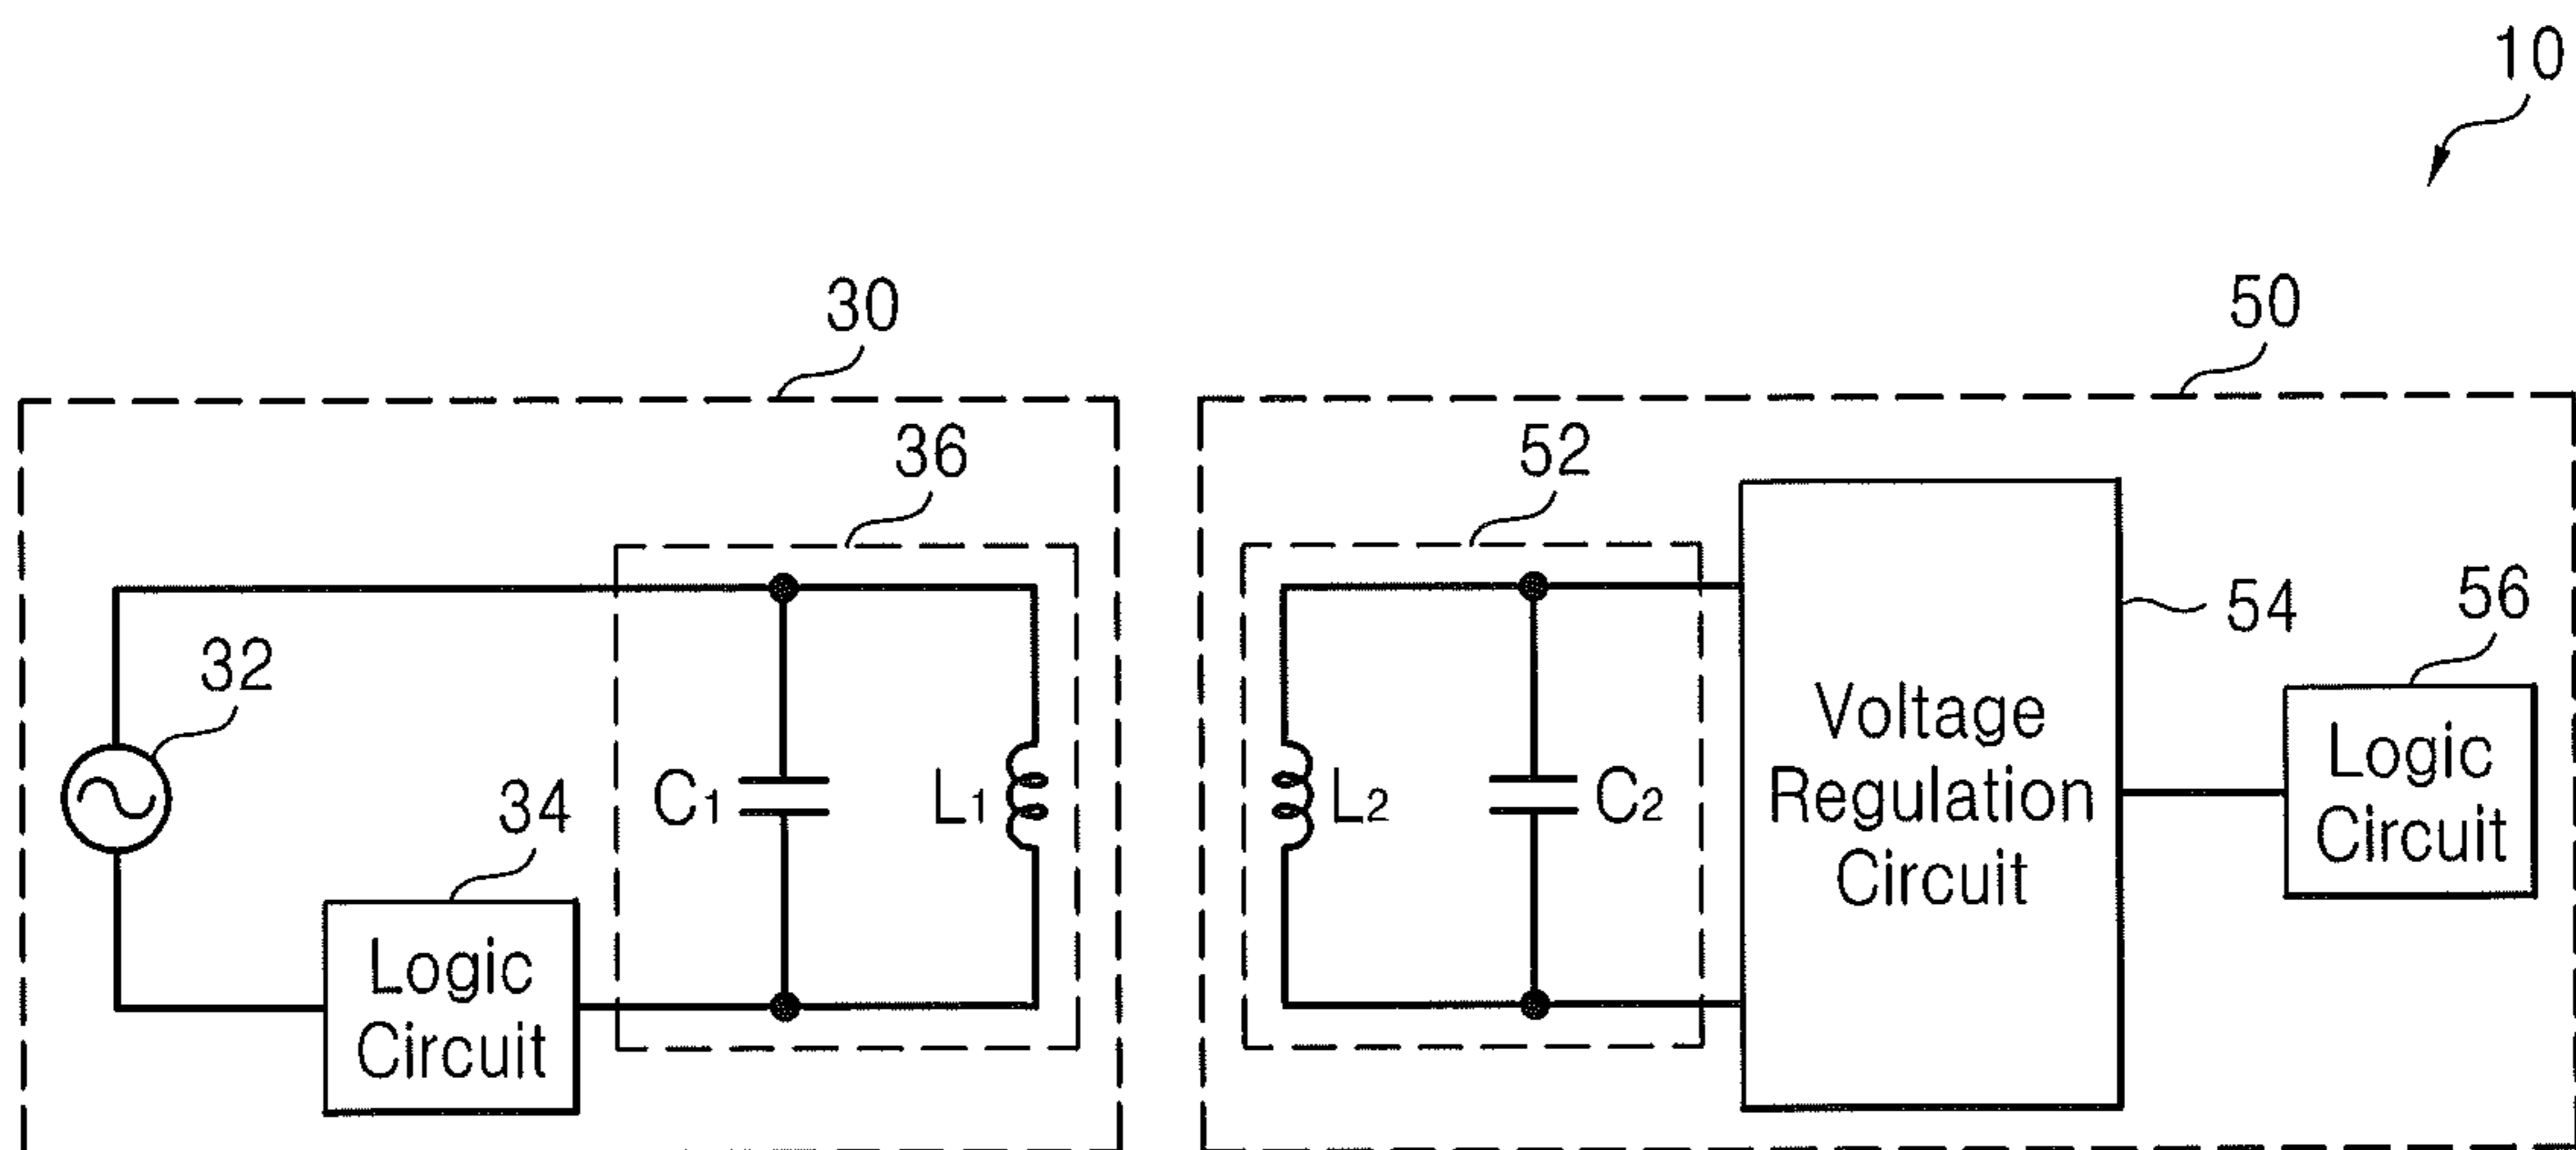 10
30
50
36
52
32
34
C1
L1
L2
C2
54
56
Logic
Circuit
Voltage
Regulation
Circuit
Logic
Circuit